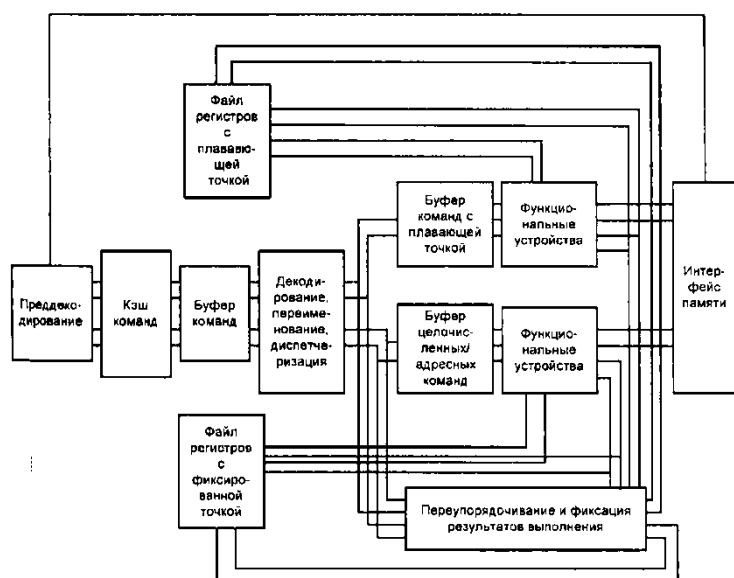 Файл
регистров
с
плавающ-
щей
точкой
Буфер
команд с
плавающей
точкой
Функцио-
нальные
устройства
Интер-
фейс
памяти
Преддеко-
дирование
Кэш
команд
Буфер
команд
Декоди-
рование,
переиме-
нование,
диспетче-
ризация
Буфер
целочис-
ленных/
адресных
команд
Функцио-
нальные
устройства
Файл
регистров
с
фиксиро-
ванной
точкой
Переупорядочивание и фиксация
результатов выполнения